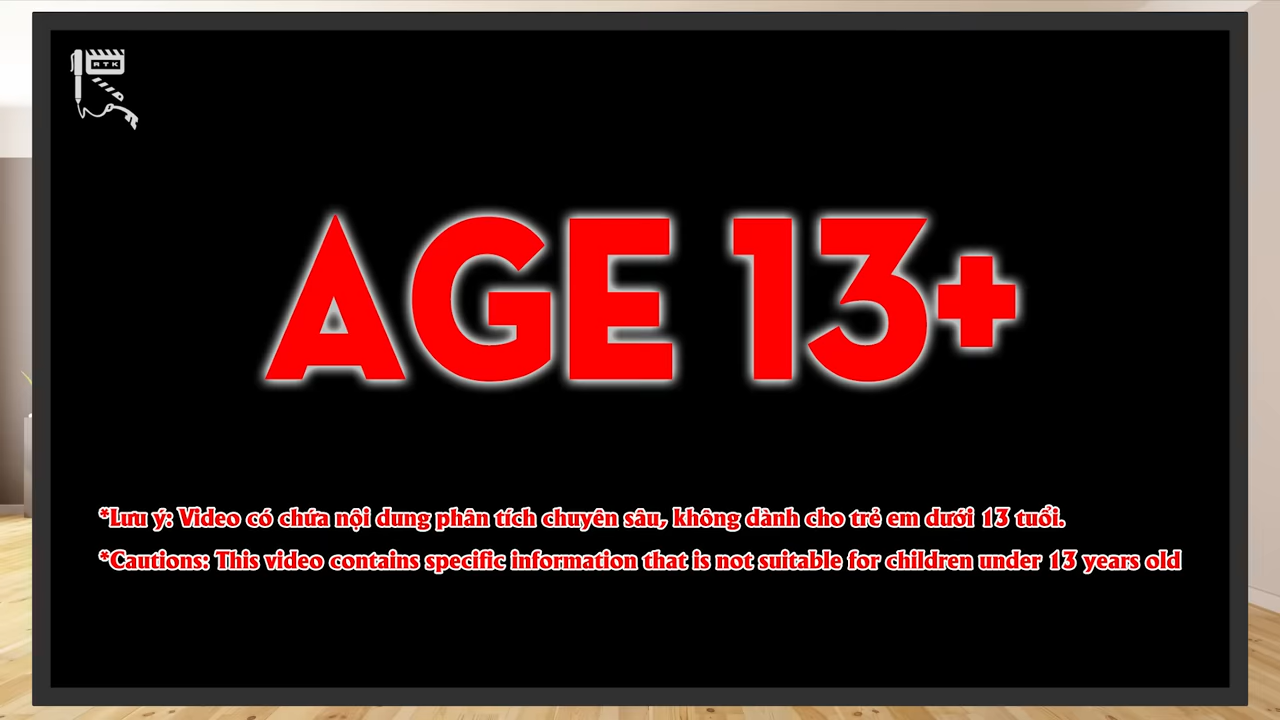 RTK
AGE 13+
*Lưu ý: Video có chứa nội dung phân tích chuyên sâu, không dành cho trẻ em dưới 13 tuổi.
*Cautions: This video contains specific information that is not suitable for children under 13 years old